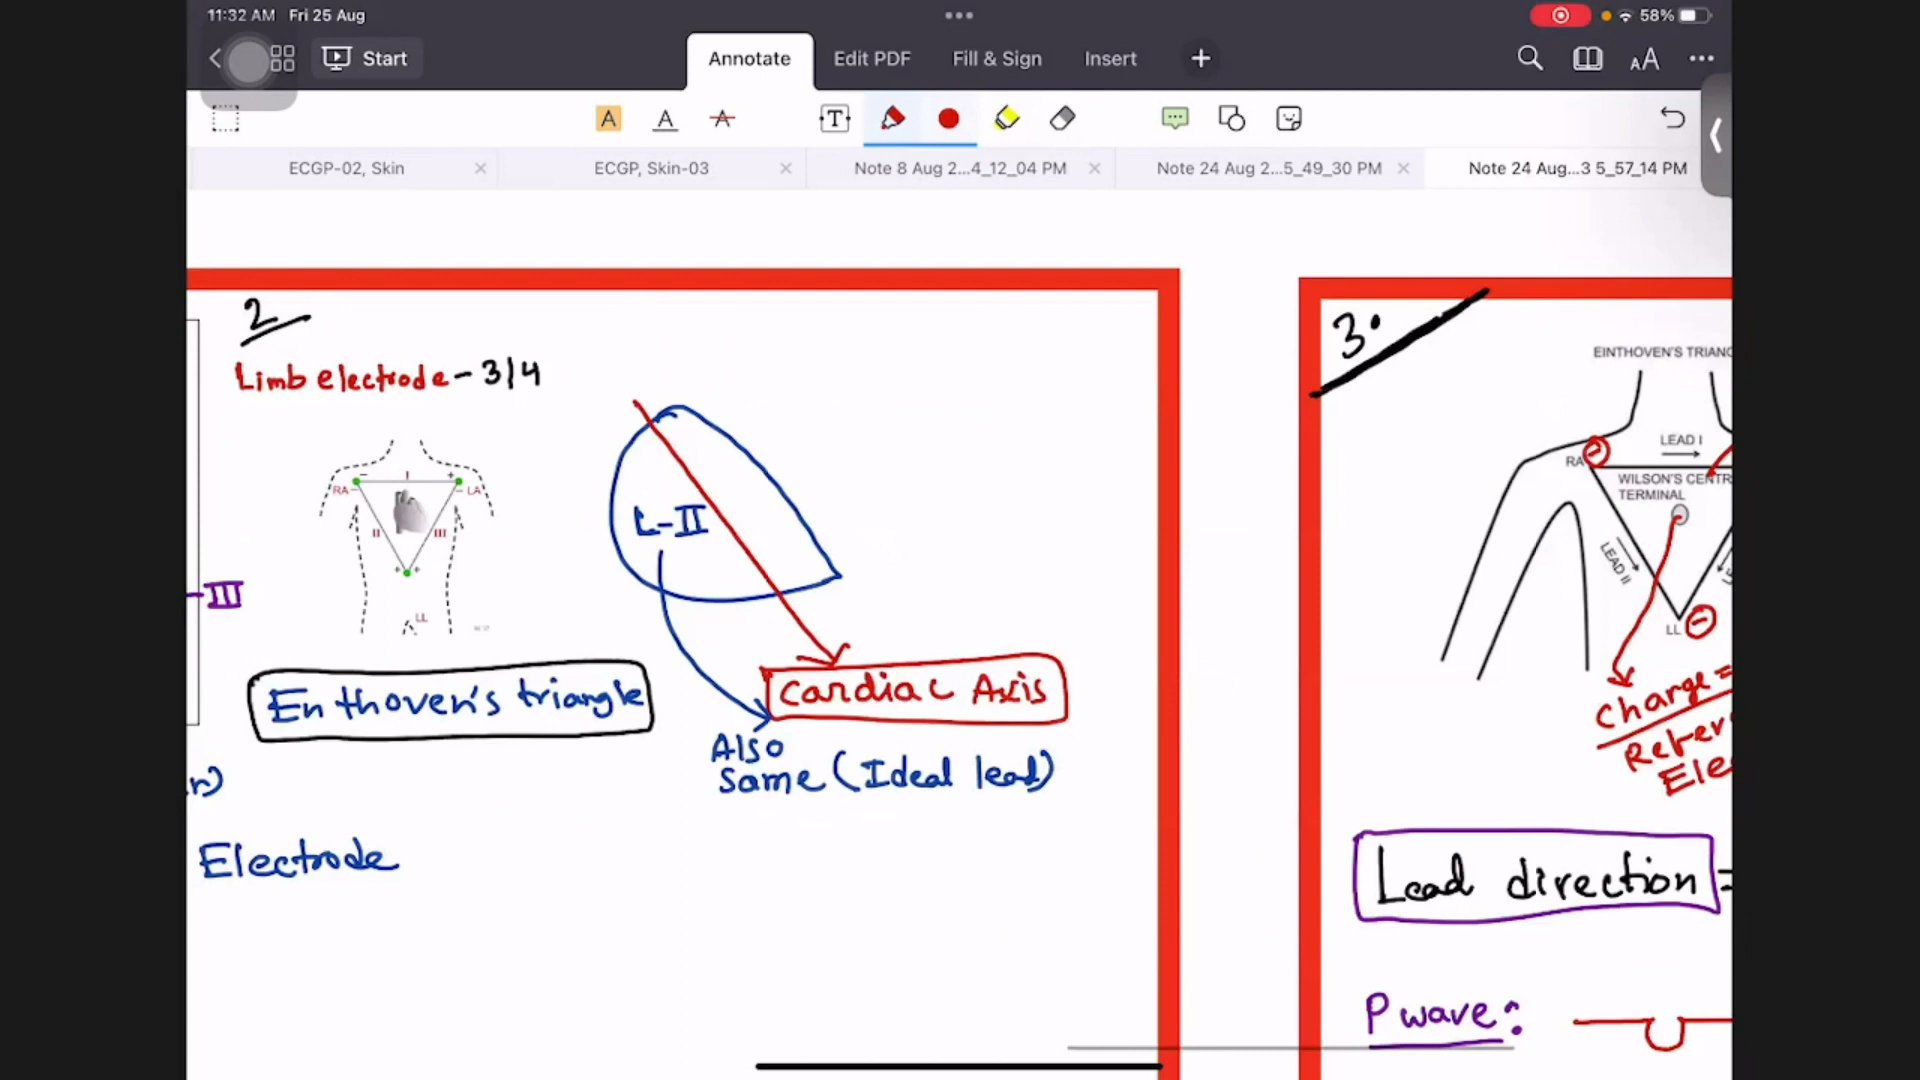 11:32 AM Fri 25 Aug
58%
Start
Annotate
Edit PDF
Fill & Sign
Insert
ECGP-02, Skin
ECGP, Skin-03
Note 8 Aug 2...4_12_04 PM
Note 24 Aug 2...5_49_30 PM
Note 24 Aug...3 5_57_14 PM
2
Limb electrode - 3/4
RA
I
LA
II
III
LL
L-II
-III
Enthoven's triangle
Cardiac Axis
Also
Same (Ideal lead)
r)
Electrode
3.
EINTHOVEN'S TRIANG
LEAD I
RA
WILSON'S CENTR
TERMINAL
LEAD II
LL
Charge =
Refer
Ele
Lead direction =
P wave: